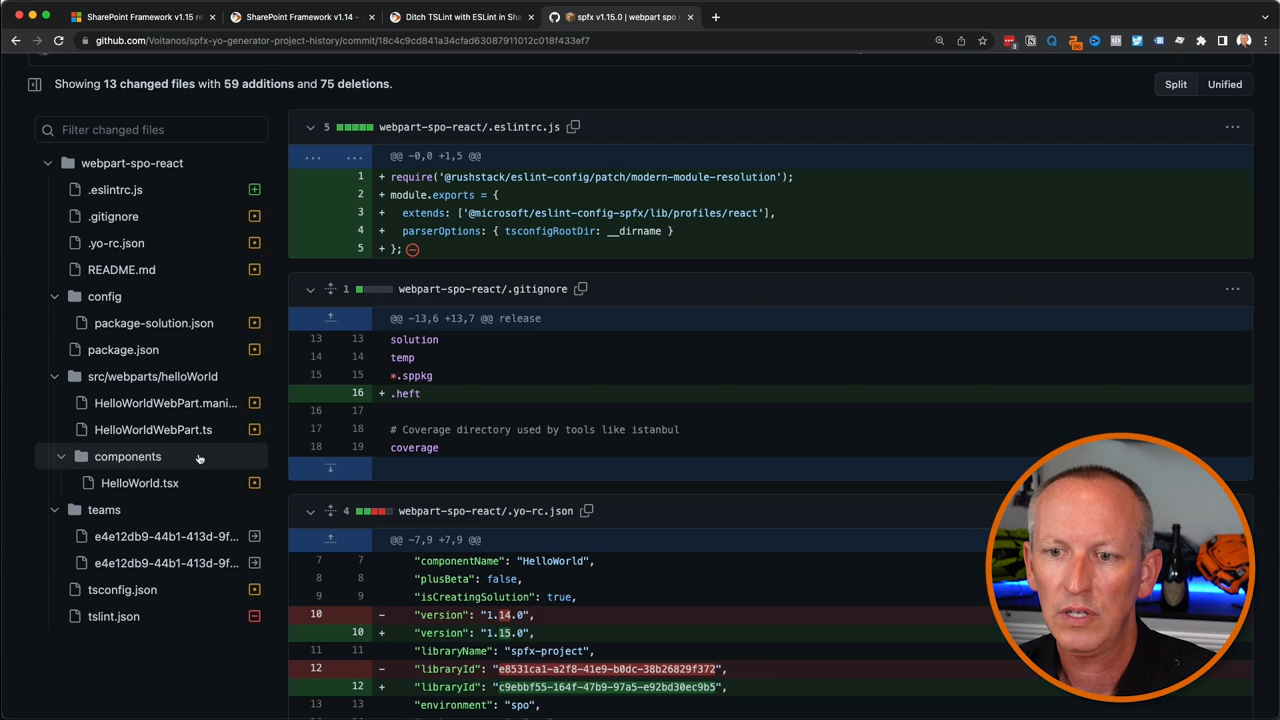 SharePoint Framework v1.15 re
SharePoint Framework v1.14 -
Ditch TSLint with ESLint in Sha
spfx v1.15.0 | webpart spo r
github.com/Voitanos/spfx-yo-generator-project-history/commit/18c4c9cd841a34cfad63087911012c018f433ef7
Showing 13 changed files with 59 additions and 75 deletions.
Split
Unified
Filter changed files
webpart-spo-react
.eslintrc.js
.gitignore
.yo-rc.json
README.md
config
package-solution.json
package.json
src/webparts/helloWorld
HelloWorldWebPart.mani...
HelloWorldWebPart.ts
components
HelloWorld.tsx
teams
e4e12db9-44b1-413d-9f...
e4e12db9-44b1-413d-9f...
tsconfig.json
tslint.json
5 webpart-spo-react/.eslintrc.js
... ... @@ -0,0 +1,5 @@
1 + require('@rushstack/eslint-config/patch/modern-module-resolution');
2 + module.exports = {
3 + extends: ['@microsoft/eslint-config-spfx/lib/profiles/react'],
4 + parserOptions: { tsconfigRootDir: __dirname }
5 + };
1 webpart-spo-react/.gitignore
@@ -13,6 +13,7 @@ release
13 13 solution
14 14 temp
15 15 *.sppkg
16 + .heft
16 17
17 18 # Coverage directory used by tools like istanbul
18 19 coverage
4 webpart-spo-react/.yo-rc.json
@@ -7,9 +7,9 @@
7 7 "componentName": "HelloWorld",
8 8 "plusBeta": false,
9 9 "isCreatingSolution": true,
10 - "version": "1.14.0",
10 + "version": "1.15.0",
11 11 "libraryName": "spfx-project",
12 - "libraryId": "e8531ca1-a2f8-41e9-b0dc-38b26829f372",
12 + "libraryId": "c9ebbf55-164f-47b9-97a5-e92bd30ec9b5",
13 13 "environment": "spo",